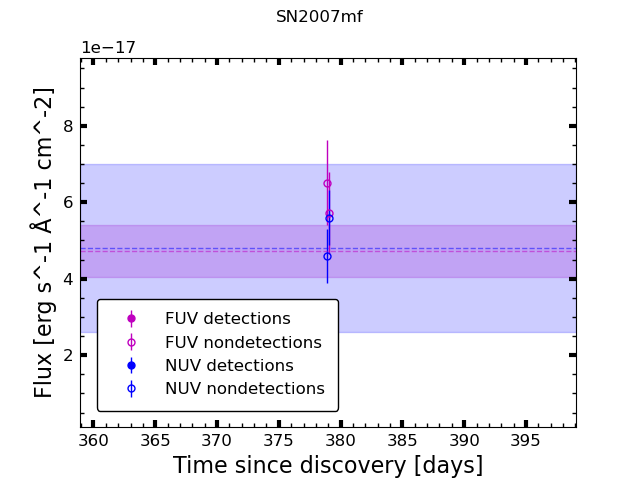 SN2007mf
1e−17
8
6
4
2
Flux [erg s^-1 Å^-1 cm^-2]
FUV detections
FUV nondetections
NUV detections
NUV nondetections
360 365 370 375 380 385 390 395
Time since discovery [days]